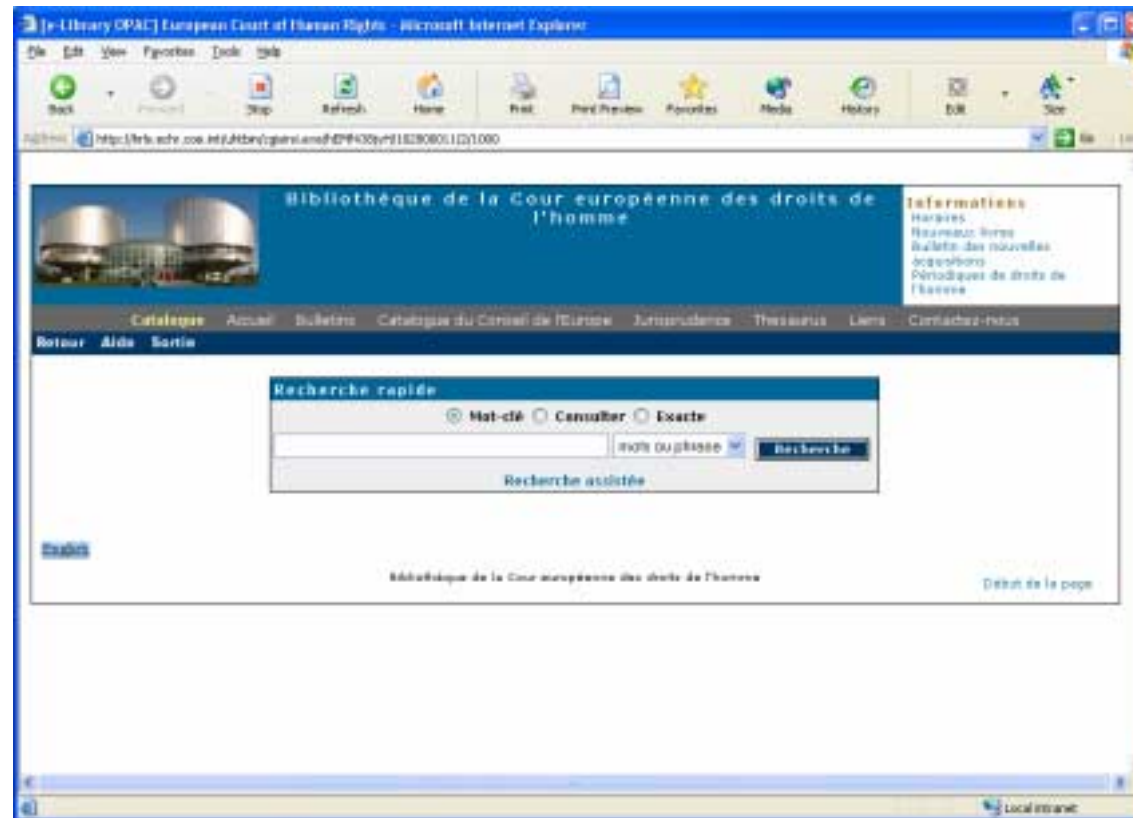 [e-Library OPAC] European Court of Human Rights - Microsoft Internet Explorer
File Edit View Favorites Tools Help
Back Forward Stop Refresh Home Print Print Preview Favorites Media History Edit Size
Address Go
Bibliothèque de la Cour européenne des droits de
l'homme
Informations
Horaires
Nouveaux livres
Bulletin des nouvelles
acquisitions
Périodiques de droits de
l'homme
Catalogue Accueil Bulletins Catalogue du Conseil de l'Europe Jurisprudence Thesaurus Liens Contactez-nous
Retour Aide Sortie
Recherche rapide
Mot-clé Consulter Exacte
mots ou phrase Recherche
Recherche assistée
English
Bibliothèque de la Cour européenne des droits de l'homme
Début de la page
Local intranet